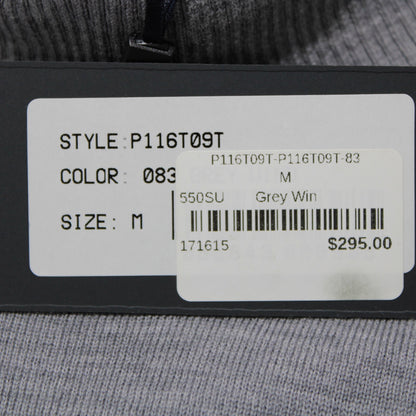 STYLE:P116T09T
COLOR: 083
SIZE: M
P116T09T-P116T09T-83
M
550SU Grey Win
171615 $295.00